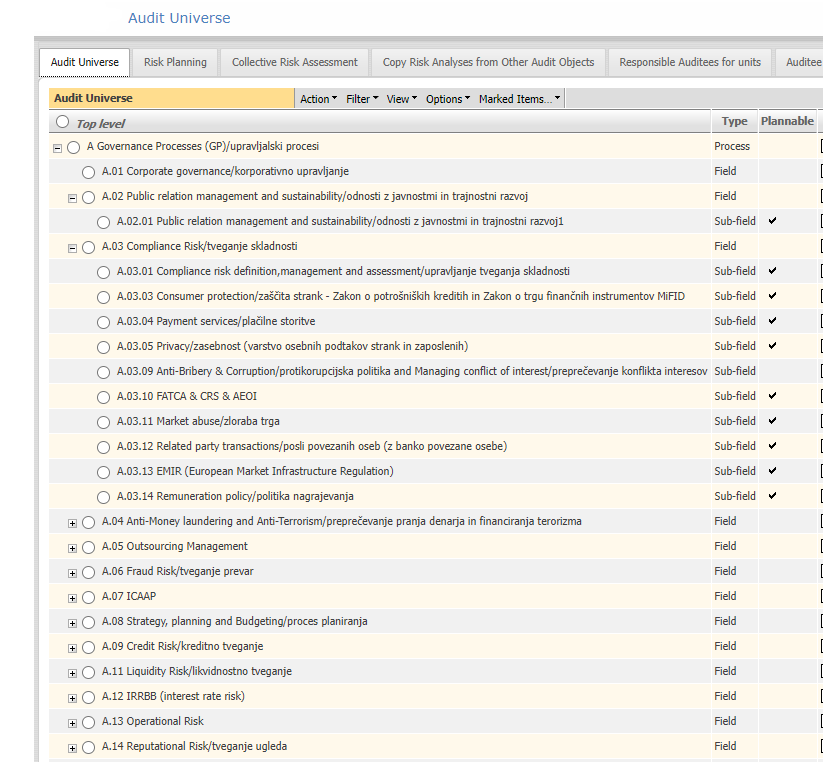 Audit Universe
Audit Universe Risk Planning Collective Risk Assessment Copy Risk Analyses from Other Audit Objects Responsible Auditees for units Auditee
Audit Universe Action Filter View Options Marked Items...
Top level Type Plannable
A Governance Processes (GP)/upravljalski procesi Process
A.01 Corporate governance/korporativno upravljanje Field
A.02 Public relation management and sustainability/odnosti z javnostmi in trajnostni razvoj Field
A.02.01 Public relation management and sustainability/odnosti z javnostmi in trajnostni razvoj1 Sub-field ✔
A.03 Compliance Risk/tveganje skladnosti Field
A.03.01 Compliance risk definition,management and assessment/upravljanje tveganja skladnosti Sub-field ✔
A.03.03 Consumer protection/zaščita strank - Zakon o potrošniških kreditih in Zakon o trgu finančnih instrumentov MiFID Sub-field ✔
A.03.04 Payment services/plačilne storitve Sub-field ✔
A.03.05 Privacy/zasebnost (varstvo osebnih podtakov strank in zaposlenih) Sub-field ✔
A.03.09 Anti-Bribery & Corruption/protikorupcijska politika and Managing conflict of interest/preprečevanje konflikta interesov Sub-field
A.03.10 FATCA & CRS & AEOI Sub-field ✔
A.03.11 Market abuse/zloraba trga Sub-field ✔
A.03.12 Related party transactions/posli povezanih oseb (z banko povezane osebe) Sub-field ✔
A.03.13 EMIR (European Market Infrastructure Regulation) Sub-field ✔
A.03.14 Remuneration policy/politika nagrajevanja Sub-field ✔
A.04 Anti-Money laundering and Anti-Terrorism/preprečevanje pranja denarja in financiranja terorizma Field
A.05 Outsourcing Management Field
A.06 Fraud Risk/tveganje prevar Field
A.07 ICAAP Field
A.08 Strategy, planning and Budgeting/proces planiranja Field
A.09 Credit Risk/kreditno tveganje Field
A.11 Liquidity Risk/likvidnostno tveganje Field
A.12 IRRBB (interest rate risk) Field
A.13 Operational Risk Field
A.14 Reputational Risk/tveganje ugleda Field